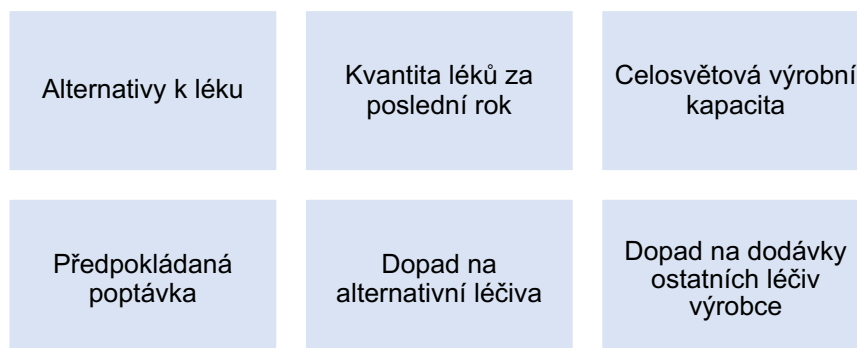 Alternativy k léku
Kvantita léků za
poslední rok
Celosvětová výrobní
kapacita
Předpokládaná
poptávka
Dopad na
alternativní léčiva
Dopad na dodávky
ostatních léčiv
výrobce